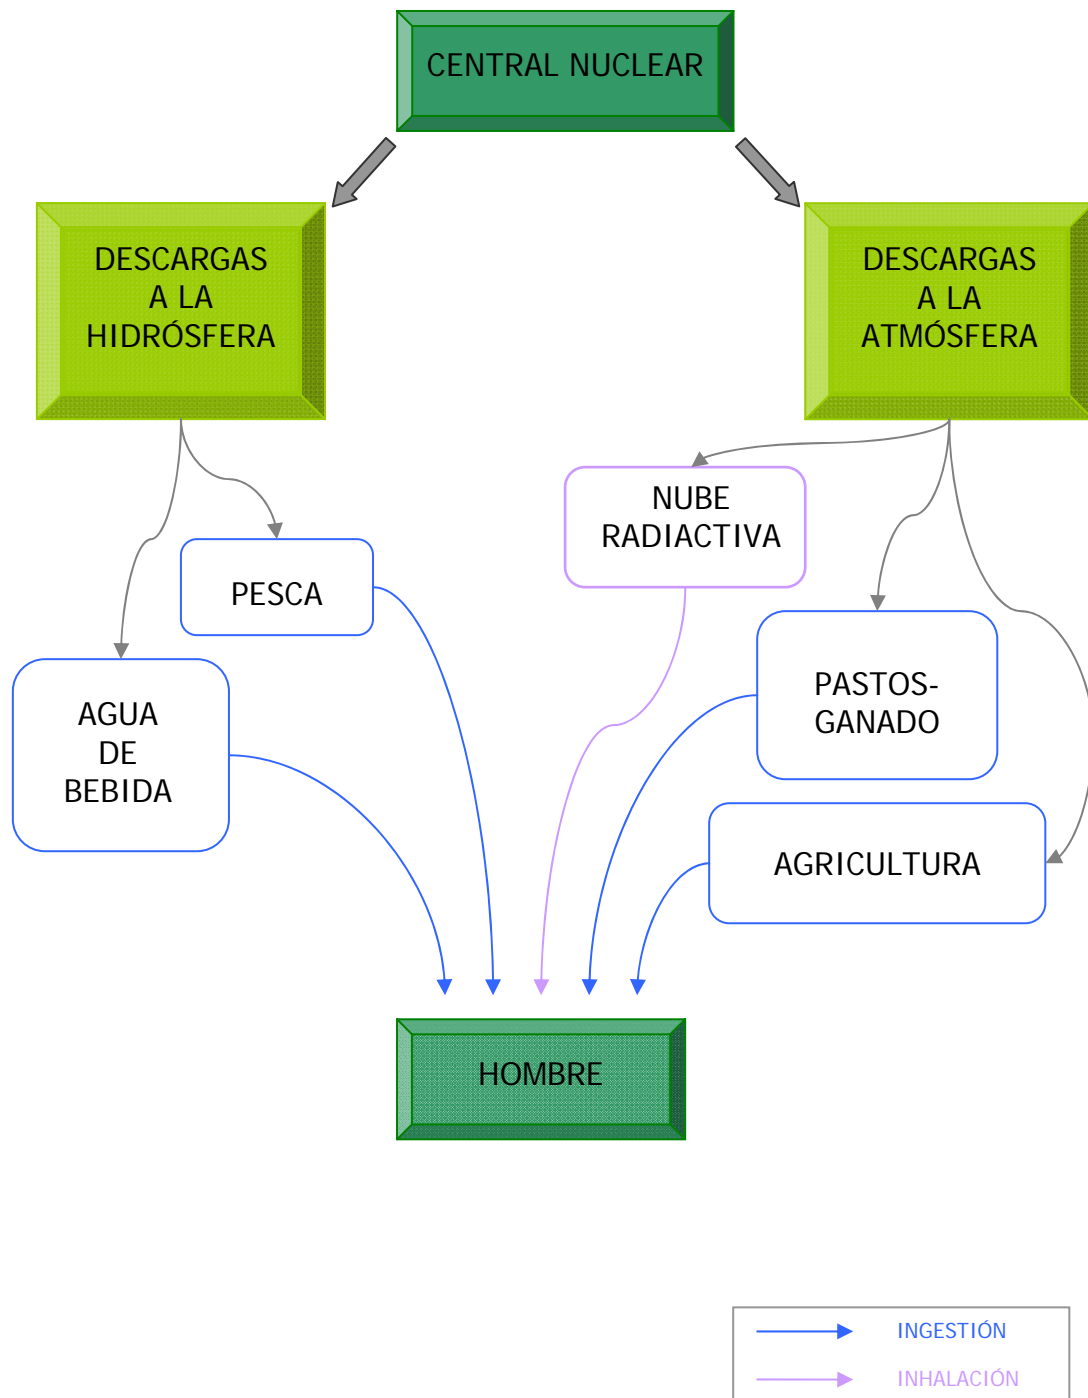 CENTRAL NUCLEAR
DESCARGAS
A LA
HIDRÓSFERA
DESCARGAS
A LA
ATMÓSFERA
NUBE
RADIACTIVA
PESCA
PASTOS-
GANADO
AGUA
DE
BEBIDA
AGRICULTURA
HOMBRE
INGESTIÓN
INHALACIÓN